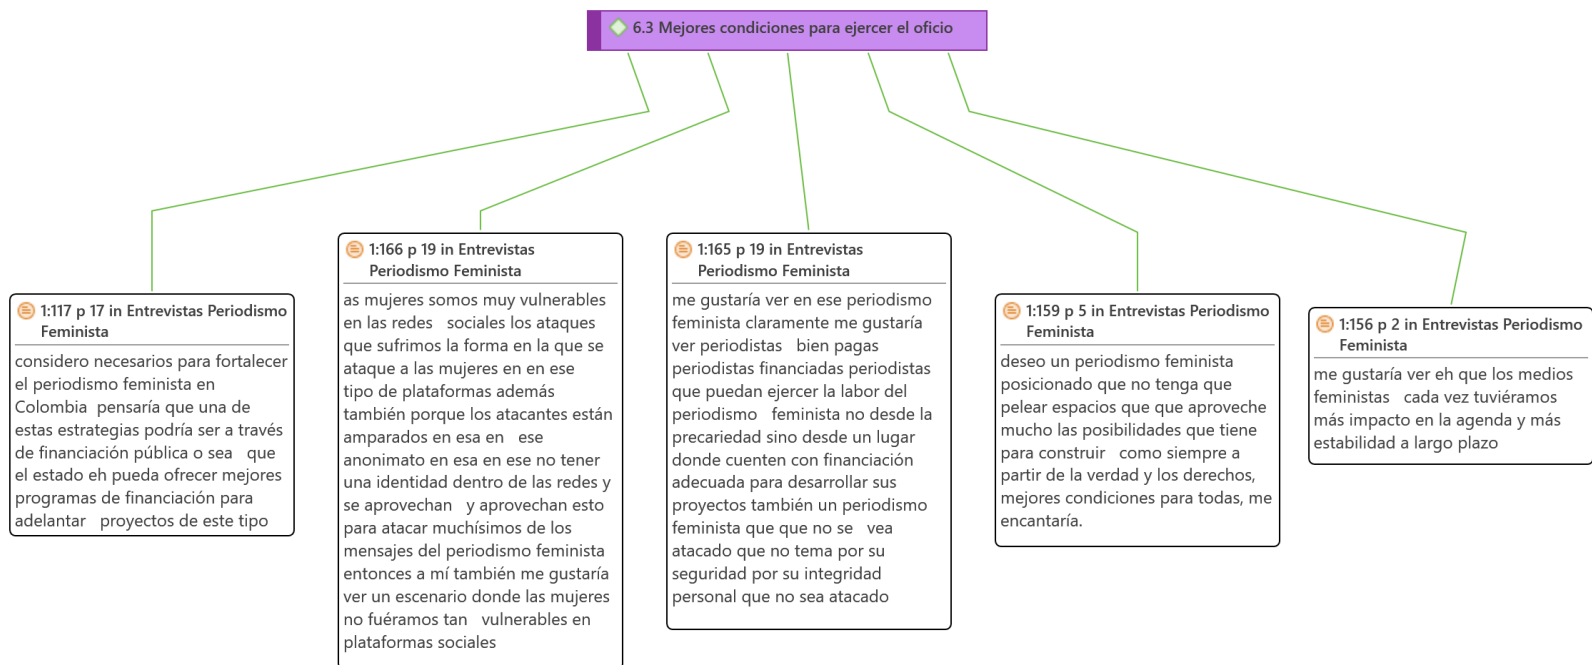 6.3 Mejores condiciones para ejercer el oficio
1:117 p 17 in Entrevistas Periodismo
Feminista
considero necesarios para fortalecer
el periodismo feminista en
Colombia pensaría que una de
estas estrategias podría ser a través
de financiación pública o sea que
el estado eh pueda ofrecer mejores
programas de financiación para
adelantar proyectos de este tipo
1:166 p 19 in Entrevistas
Periodismo Feminista
as mujeres somos muy vulnerables
en las redes sociales los ataques
que sufrimos la forma en la que se
ataque a las mujeres en en ese
tipo de plataformas además
también porque los atacantes están
amparados en esa en ese
anonimato en esa en ese no tener
una identidad dentro de las redes y
se aprovechan y aprovechan esto
para atacar muchísimos de los
mensajes del periodismo feminista
entonces a mí también me gustaría
ver un escenario donde las mujeres
no fuéramos tan vulnerables en
plataformas sociales
1:165 p 19 in Entrevistas
Periodismo Feminista
me gustaría ver en ese periodismo
feminista claramente me gustaría
ver periodistas bien pagas
periodistas financiadas periodistas
que puedan ejercer la labor del
periodismo feminista no desde la
precariedad sino desde un lugar
donde cuenten con financiación
adecuada para desarrollar sus
proyectos también un periodismo
feminista que que no se vea
atacado que no tema por su
seguridad por su integridad
personal que no sea atacado
1:159 p 5 in Entrevistas Periodismo
Feminista
deseo un periodismo feminista
posicionado que no tenga que
pelear espacios que que aproveche
mucho las posibilidades que tiene
para construir como siempre a
partir de la verdad y los derechos,
mejores condiciones para todas, me
encantaría.
1:156 p 2 in Entrevistas Periodismo
Feminista
me gustaría ver eh que los medios
feministas cada vez tuviéramos
más impacto en la agenda y más
estabilidad a largo plazo